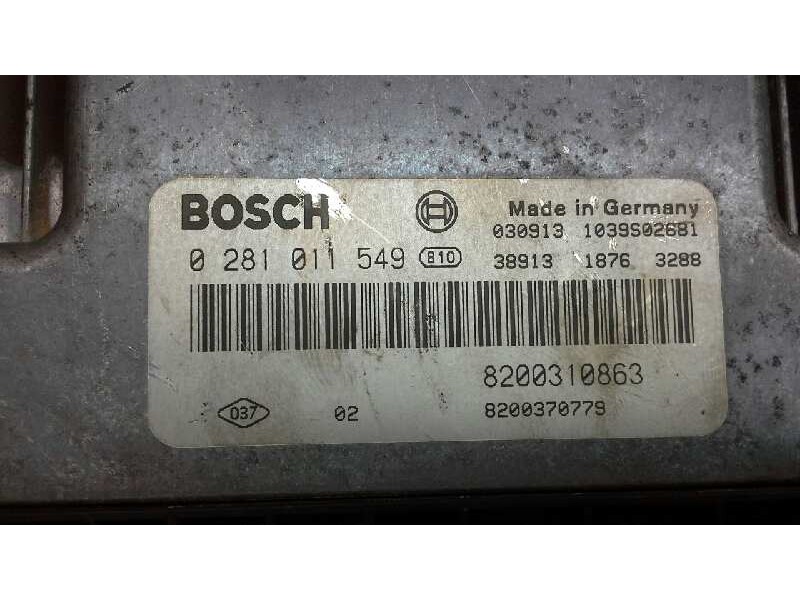 BOSCH
Made in Germany
030913 1039S02681
0 281 011 549 810
38913 1876 3288
8200310863
037 02 8200370779